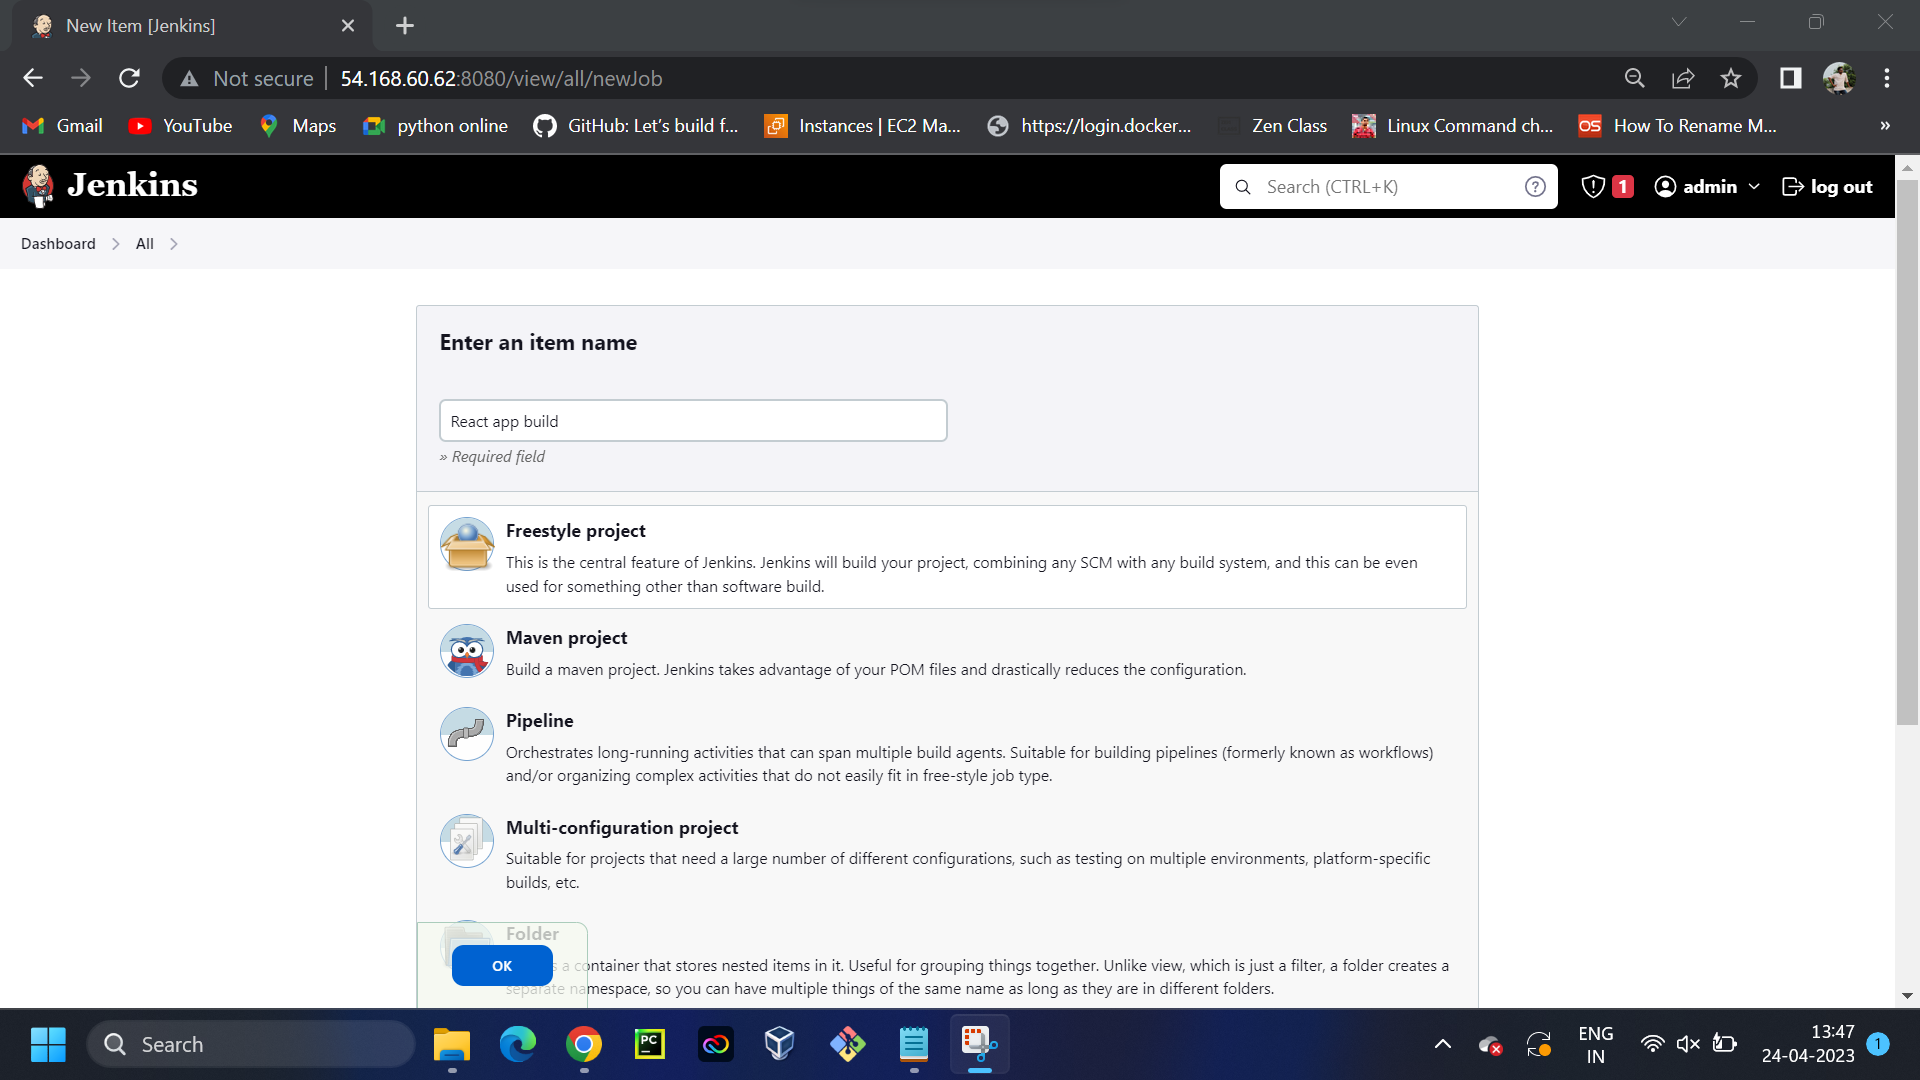 New Item [Jenkins]
Not secure
54.168.60.62:8080/view/all/newJob
Gmail
YouTube
Maps
python online
GitHub: Let's build f...
Instances | EC2 Ma...
https://login.docker...
Zen Class
Linux Command ch...
OS
How To Rename M...
»
Jenkins
Search (CTRL+K)
1
admin
log out
Dashboard
All
Enter an item name
React app build
» Required field
Freestyle project
This is the central feature of Jenkins. Jenkins will build your project, combining any SCM with any build system, and this can be even
used for something other than software build.
Maven project
Build a maven project. Jenkins takes advantage of your POM files and drastically reduces the configuration.
Pipeline
Orchestrates long-running activities that can span multiple build agents. Suitable for building pipelines (formerly known as workflows)
and/or organizing complex activities that do not easily fit in free-style job type.
Multi-configuration project
Suitable for projects that need a large number of different configurations, such as testing on multiple environments, platform-specific
builds, etc.
Folder
OK
s a container that stores nested items in it. Useful for grouping things together. Unlike view, which is just a filter, a folder creates a
separate namespace, so you can have multiple things of the same name as long as they are in different folders.
Search
PC
ENG
IN
13:47
24-04-2023
1